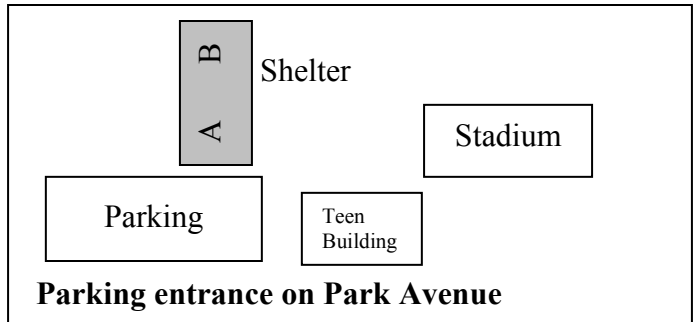 A B
Shelter
Stadium
Parking
Teen
Building
Parking entrance on Park Avenue